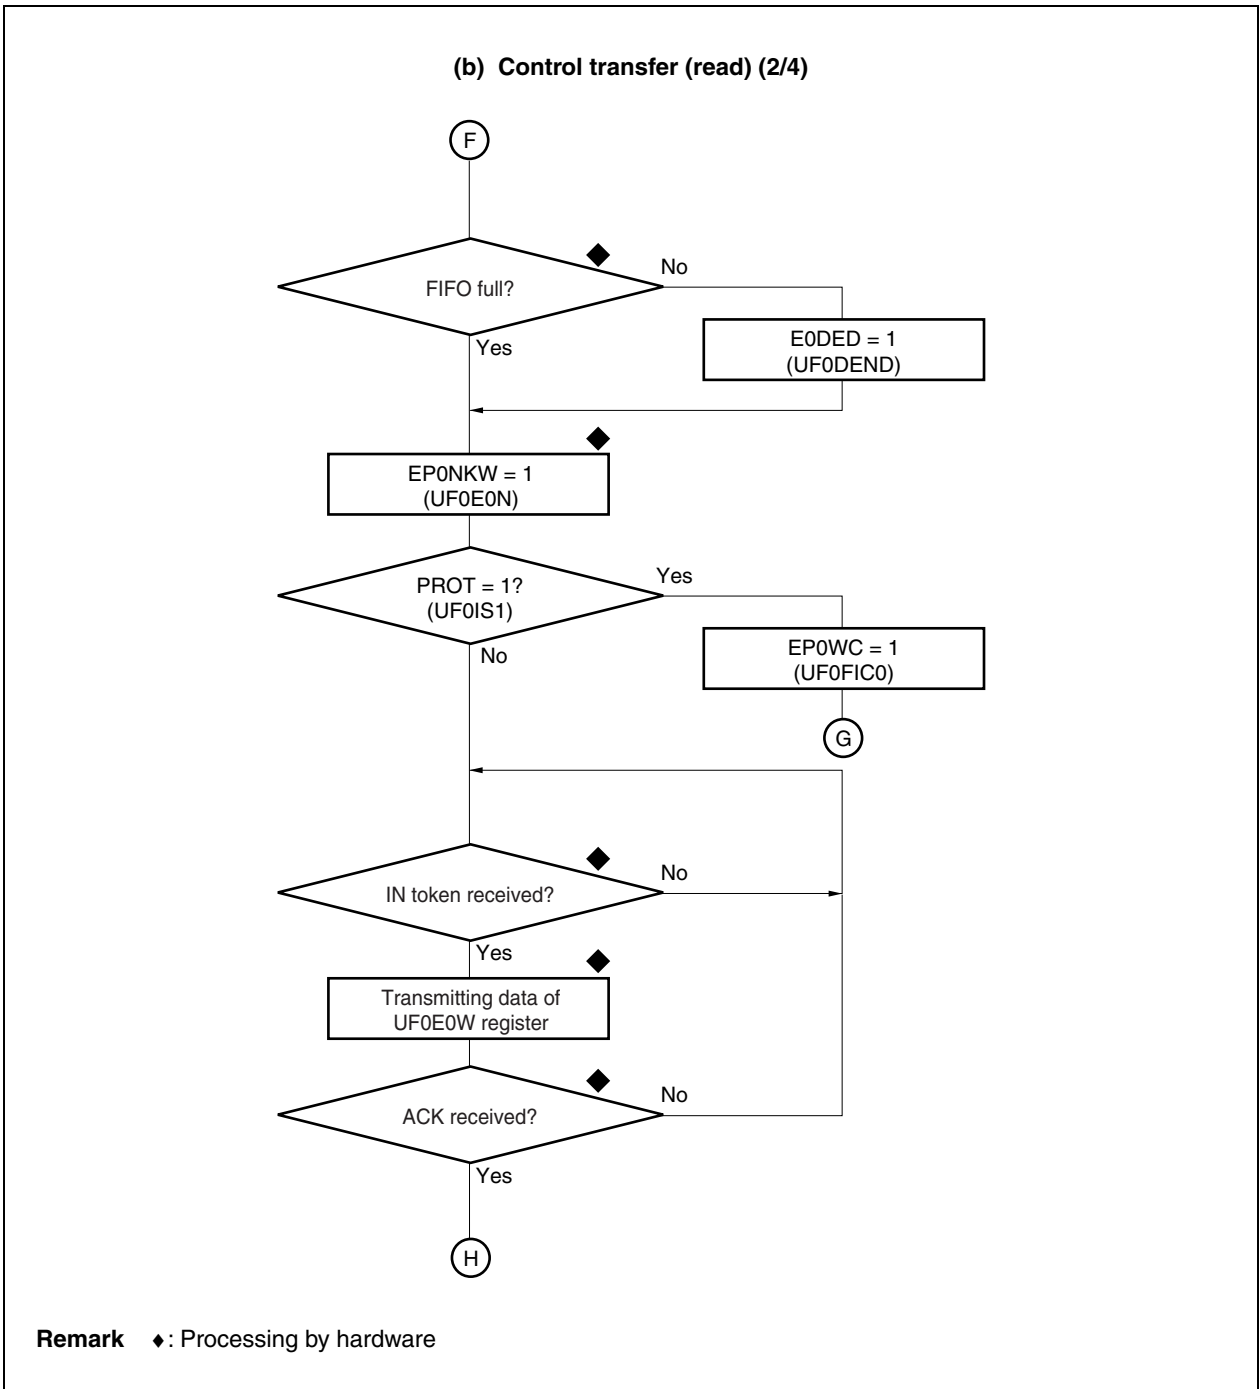 (b) Control transfer (read) (2/4)
F
FIFO full?
No
Yes
E0DED = 1
(UF0DEND)
EP0NKW = 1
(UF0E0N)
PROT = 1?
(UF0IS1)
Yes
No
EP0WC = 1
(UF0FIC0)
G
IN token received?
No
Yes
Transmitting data of
UF0E0W register
ACK received?
No
Yes
H
Remark ♦: Processing by hardware